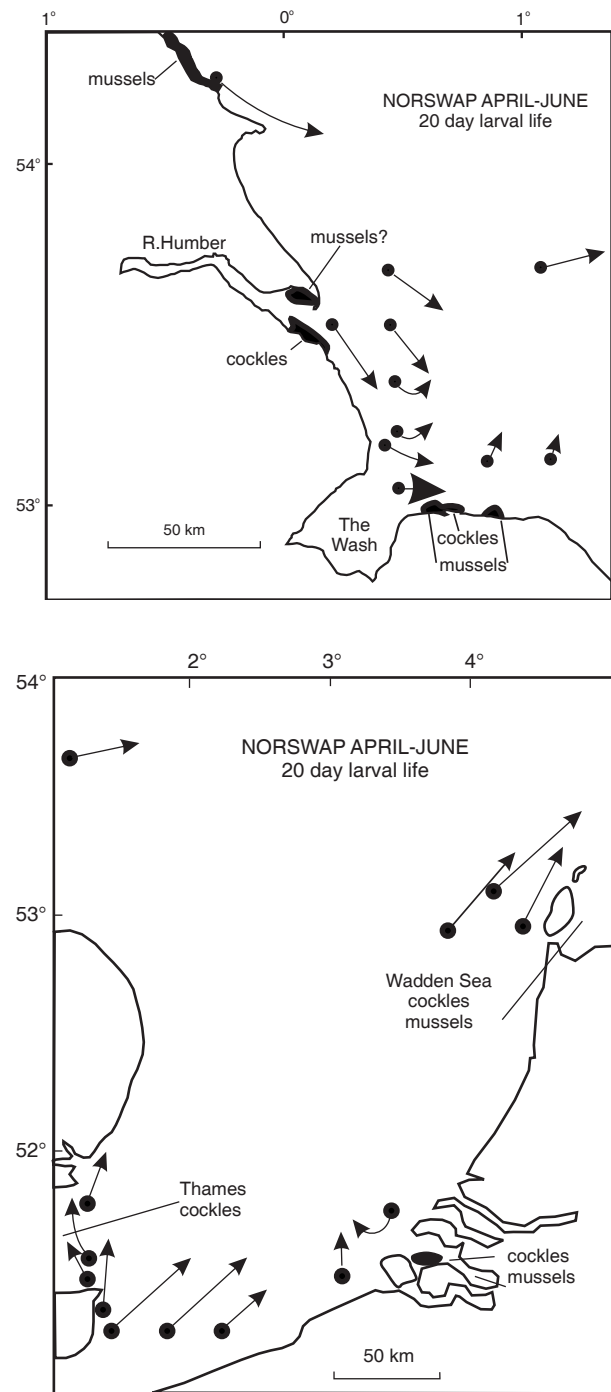 1° 0° 1°
mussels
NORSWAP APRIL-JUNE
20 day larval life
54°
R.Humber
mussels?
cockles
53°
50 km
The
Wash
cockles
mussels
2° 3° 4°
54°
NORSWAP APRIL-JUNE
20 day larval life
53°
Wadden Sea
cockles
mussels
52°
Thames
cockles
cockles
mussels
50 km